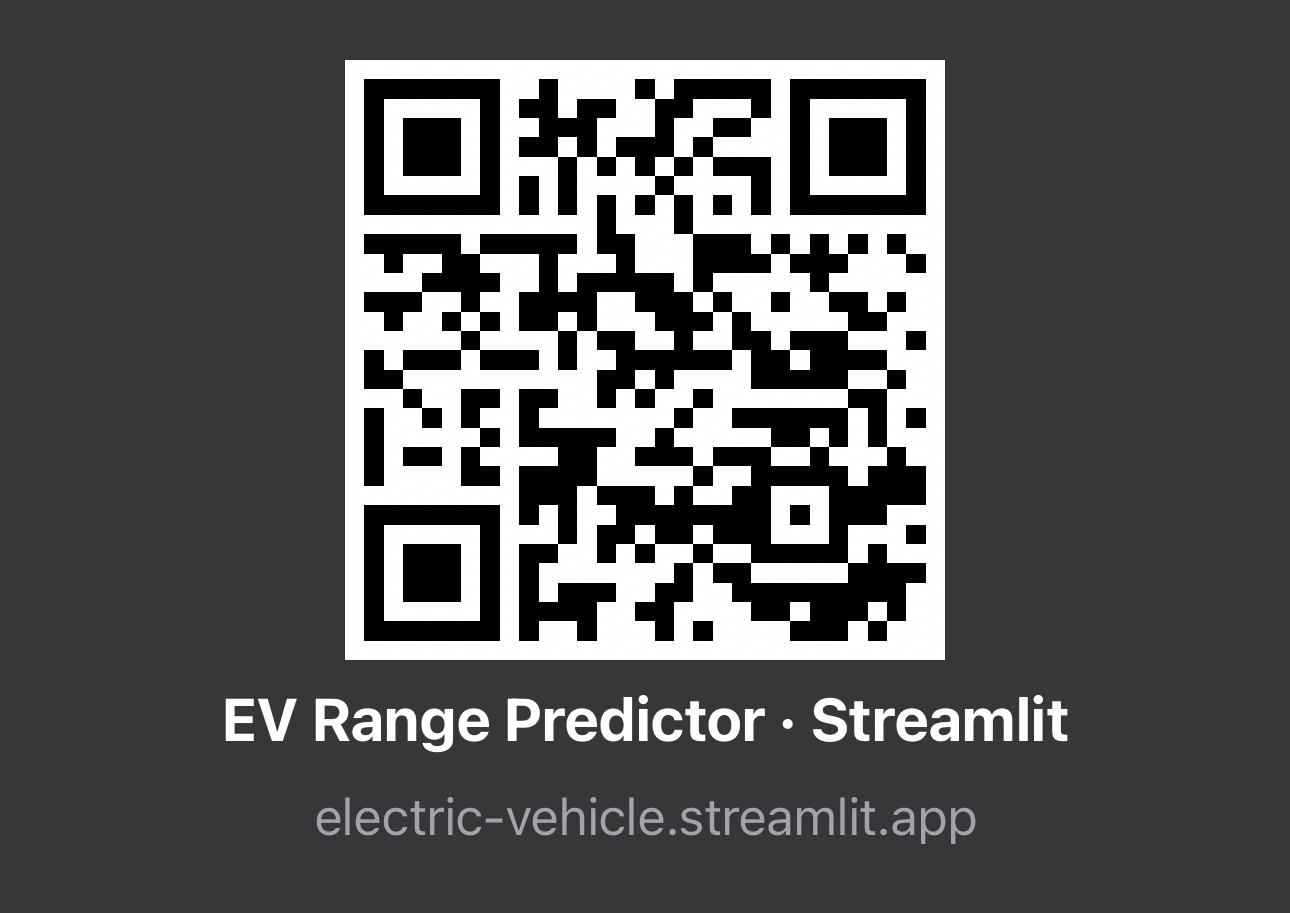 EV Range Predictor · Streamlit
electric-vehicle.streamlit.app